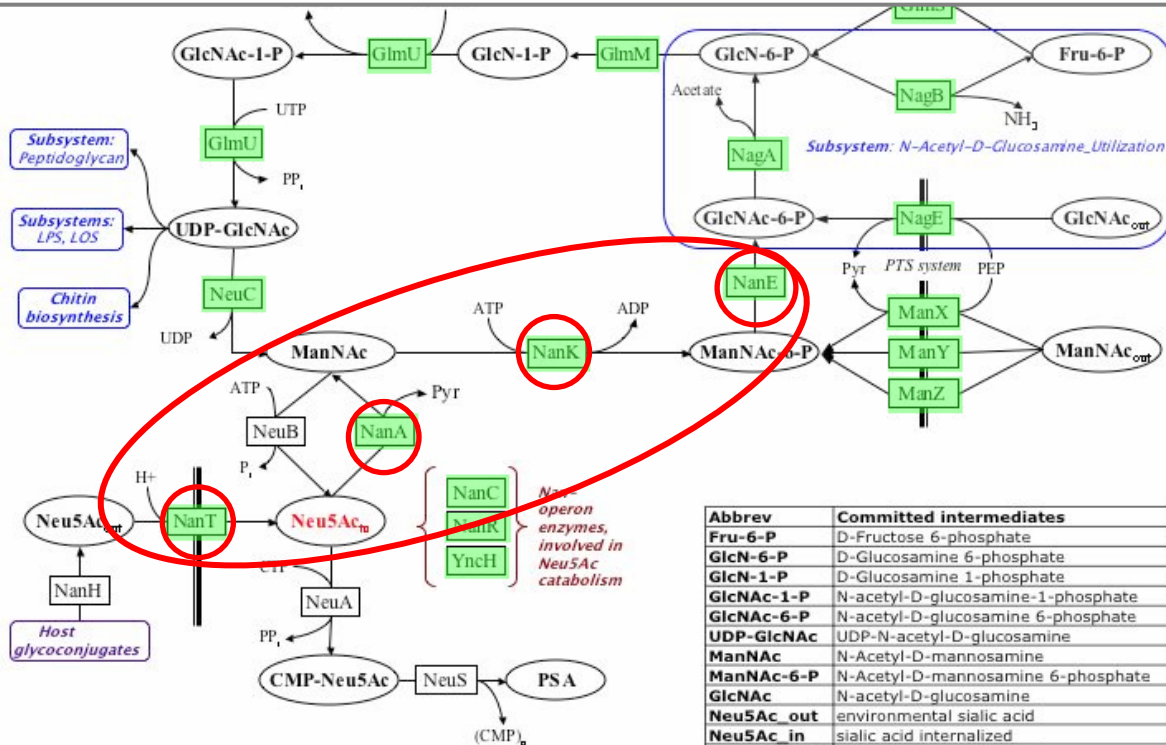 GlmS
GlcNAc-1-P
GlmU
GlcN-1-P
GlmM
GlcN-6-P
Fru-6-P
NagB
NH3
Acetate
UTP
GlmU
PPi
NagA
Subsystem: N-Acetyl-D-Glucosamine_Utilization
Subsystem:
Peptidoglycan
Subsystems:
LPS, LOS
UDP-GlcNAc
GlcNAc-6-P
NagE
GlcNAcout
Pyr
PTS system
PEP
Chitin
biosynthesis
NeuC
UDP
NanE
ManX
ManY
ManZ
ManNAcout
ManNAc
ATP
NanK
ADP
ManNAc-6-P
ATP
NeuB
Pi
NanA
Pyr
H+
Neu5Acout
NanT
Neu5Acin
NanC
NanR
YncH
Nan-
operon
enzymes,
involved in
Neu5Ac
catabolism
NanH
Host
glycoconjugates
CTP
NeuA
PPi
CMP-Neu5Ac
NeuS
PSA
(CMP)n
Abbrev Committed intermediates
Fru-6-P D-Fructose 6-phosphate
GlcN-6-P D-Glucosamine 6-phosphate
GlcN-1-P D-Glucosamine 1-phosphate
GlcNAc-1-P N-acetyl-D-glucosamine-1-phosphate
GlcNAc-6-P N-acetyl-D-glucosamine 6-phosphate
UDP-GlcNAc UDP-N-acetyl-D-glucosamine
ManNAc N-Acetyl-D-mannosamine
ManNAc-6-P N-Acetyl-D-mannosamine 6-phosphate
GlcNAc N-acetyl-D-glucosamine
Neu5Ac_out environmental sialic acid
Neu5Ac_in sialic acid internalized